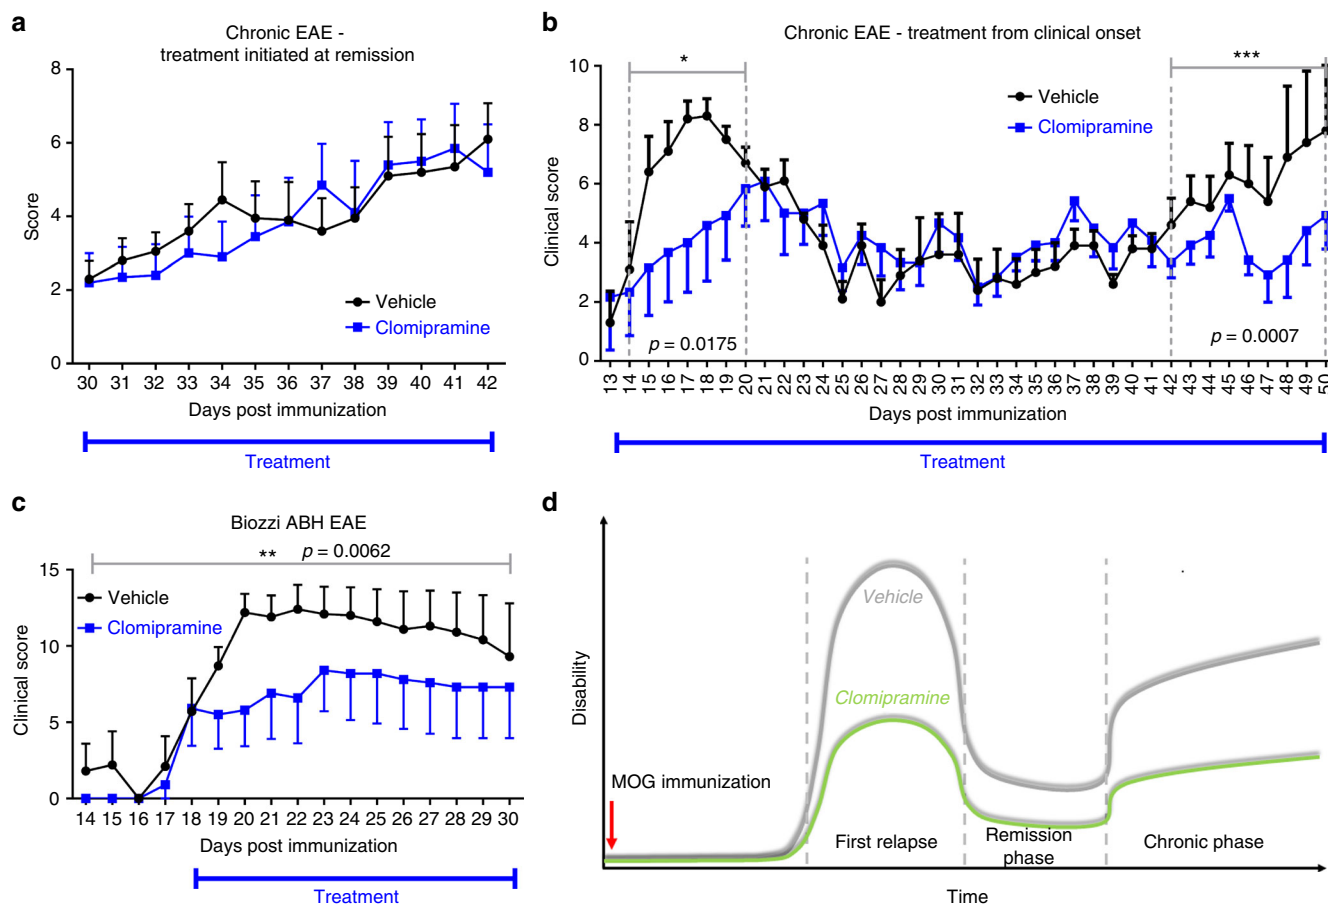 a
Chronic EAE -
treatment initiated at remission
8
6
4
2
0
Score
Vehicle
Clomipramine
30 31 32 33 34 35 36 37 38 39 40 41 42
Days post immunization
Treatment
b
Chronic EAE - treatment from clinical onset
10
8
6
4
2
0
Clinical score
*
***
Vehicle
Clomipramine
p = 0.0175
p = 0.0007
13 14 15 16 17 18 19 20 21 22 23 24 25 26 27 28 29 30 31 32 33 34 35 36 37 38 39 40 41 42 43 44 45 46 47 48 49 50
Days post immunization
Treatment
c
Biozzi ABH EAE
** p = 0.0062
15
10
5
0
Clinical score
Vehicle
Clomipramine
14 15 16 17 18 19 20 21 22 23 24 25 26 27 28 29 30
Days post immunization
Treatment
d
Disability
Vehicle
Clomipramine
MOG immunization
First relapse
Remission
phase
Chronic phase
Time